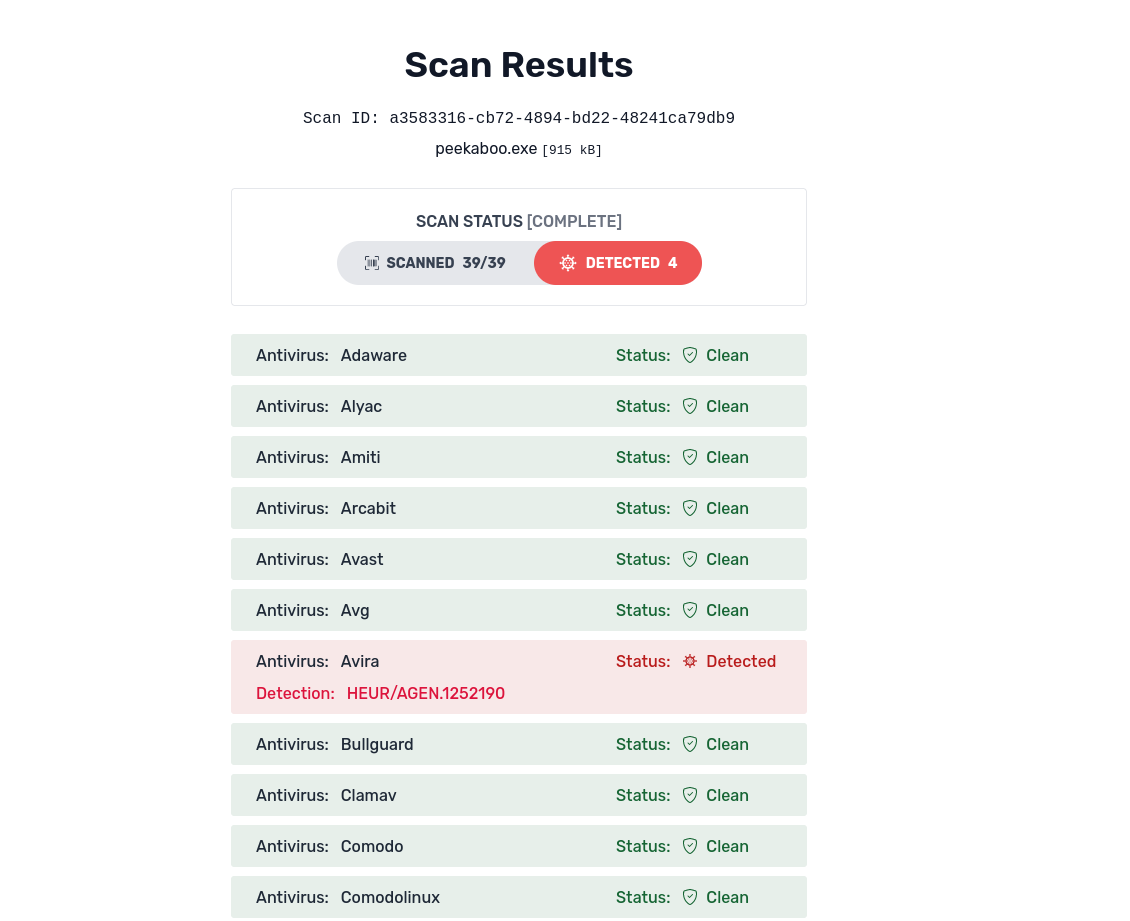 Scan Results
Scan ID: a3583316-cb72-4894-bd22-48241ca79db9
peekaboo.exe [915 kB]
SCAN STATUS [COMPLETE]
SCANNED 39/39 DETECTED 4
Antivirus: Adaware Status: Clean
Antivirus: Alyac Status: Clean
Antivirus: Amiti Status: Clean
Antivirus: Arcabit Status: Clean
Antivirus: Avast Status: Clean
Antivirus: Avg Status: Clean
Antivirus: Avira Status: Detected
Detection: HEUR/AGEN.1252190
Antivirus: Bullguard Status: Clean
Antivirus: Clamav Status: Clean
Antivirus: Comodo Status: Clean
Antivirus: Comodolinux Status: Clean